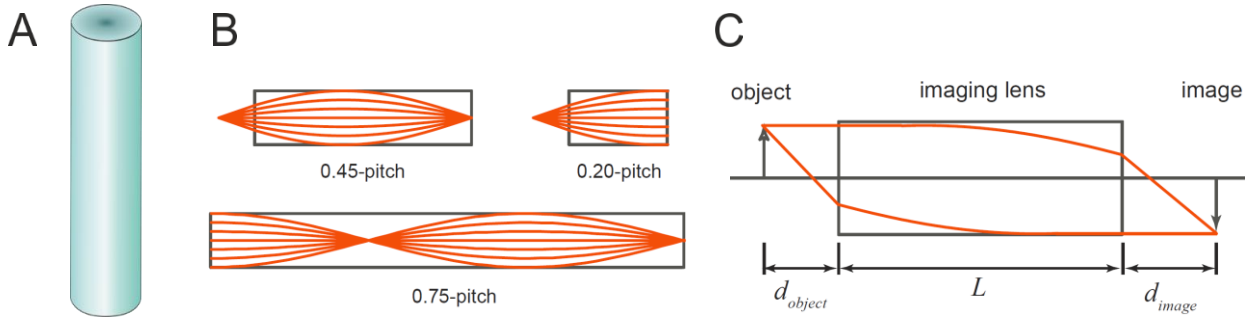 A
B
C
0.45-pitch
0.20-pitch
0.75-pitch
object
imaging lens
image
d_object
L
d_image